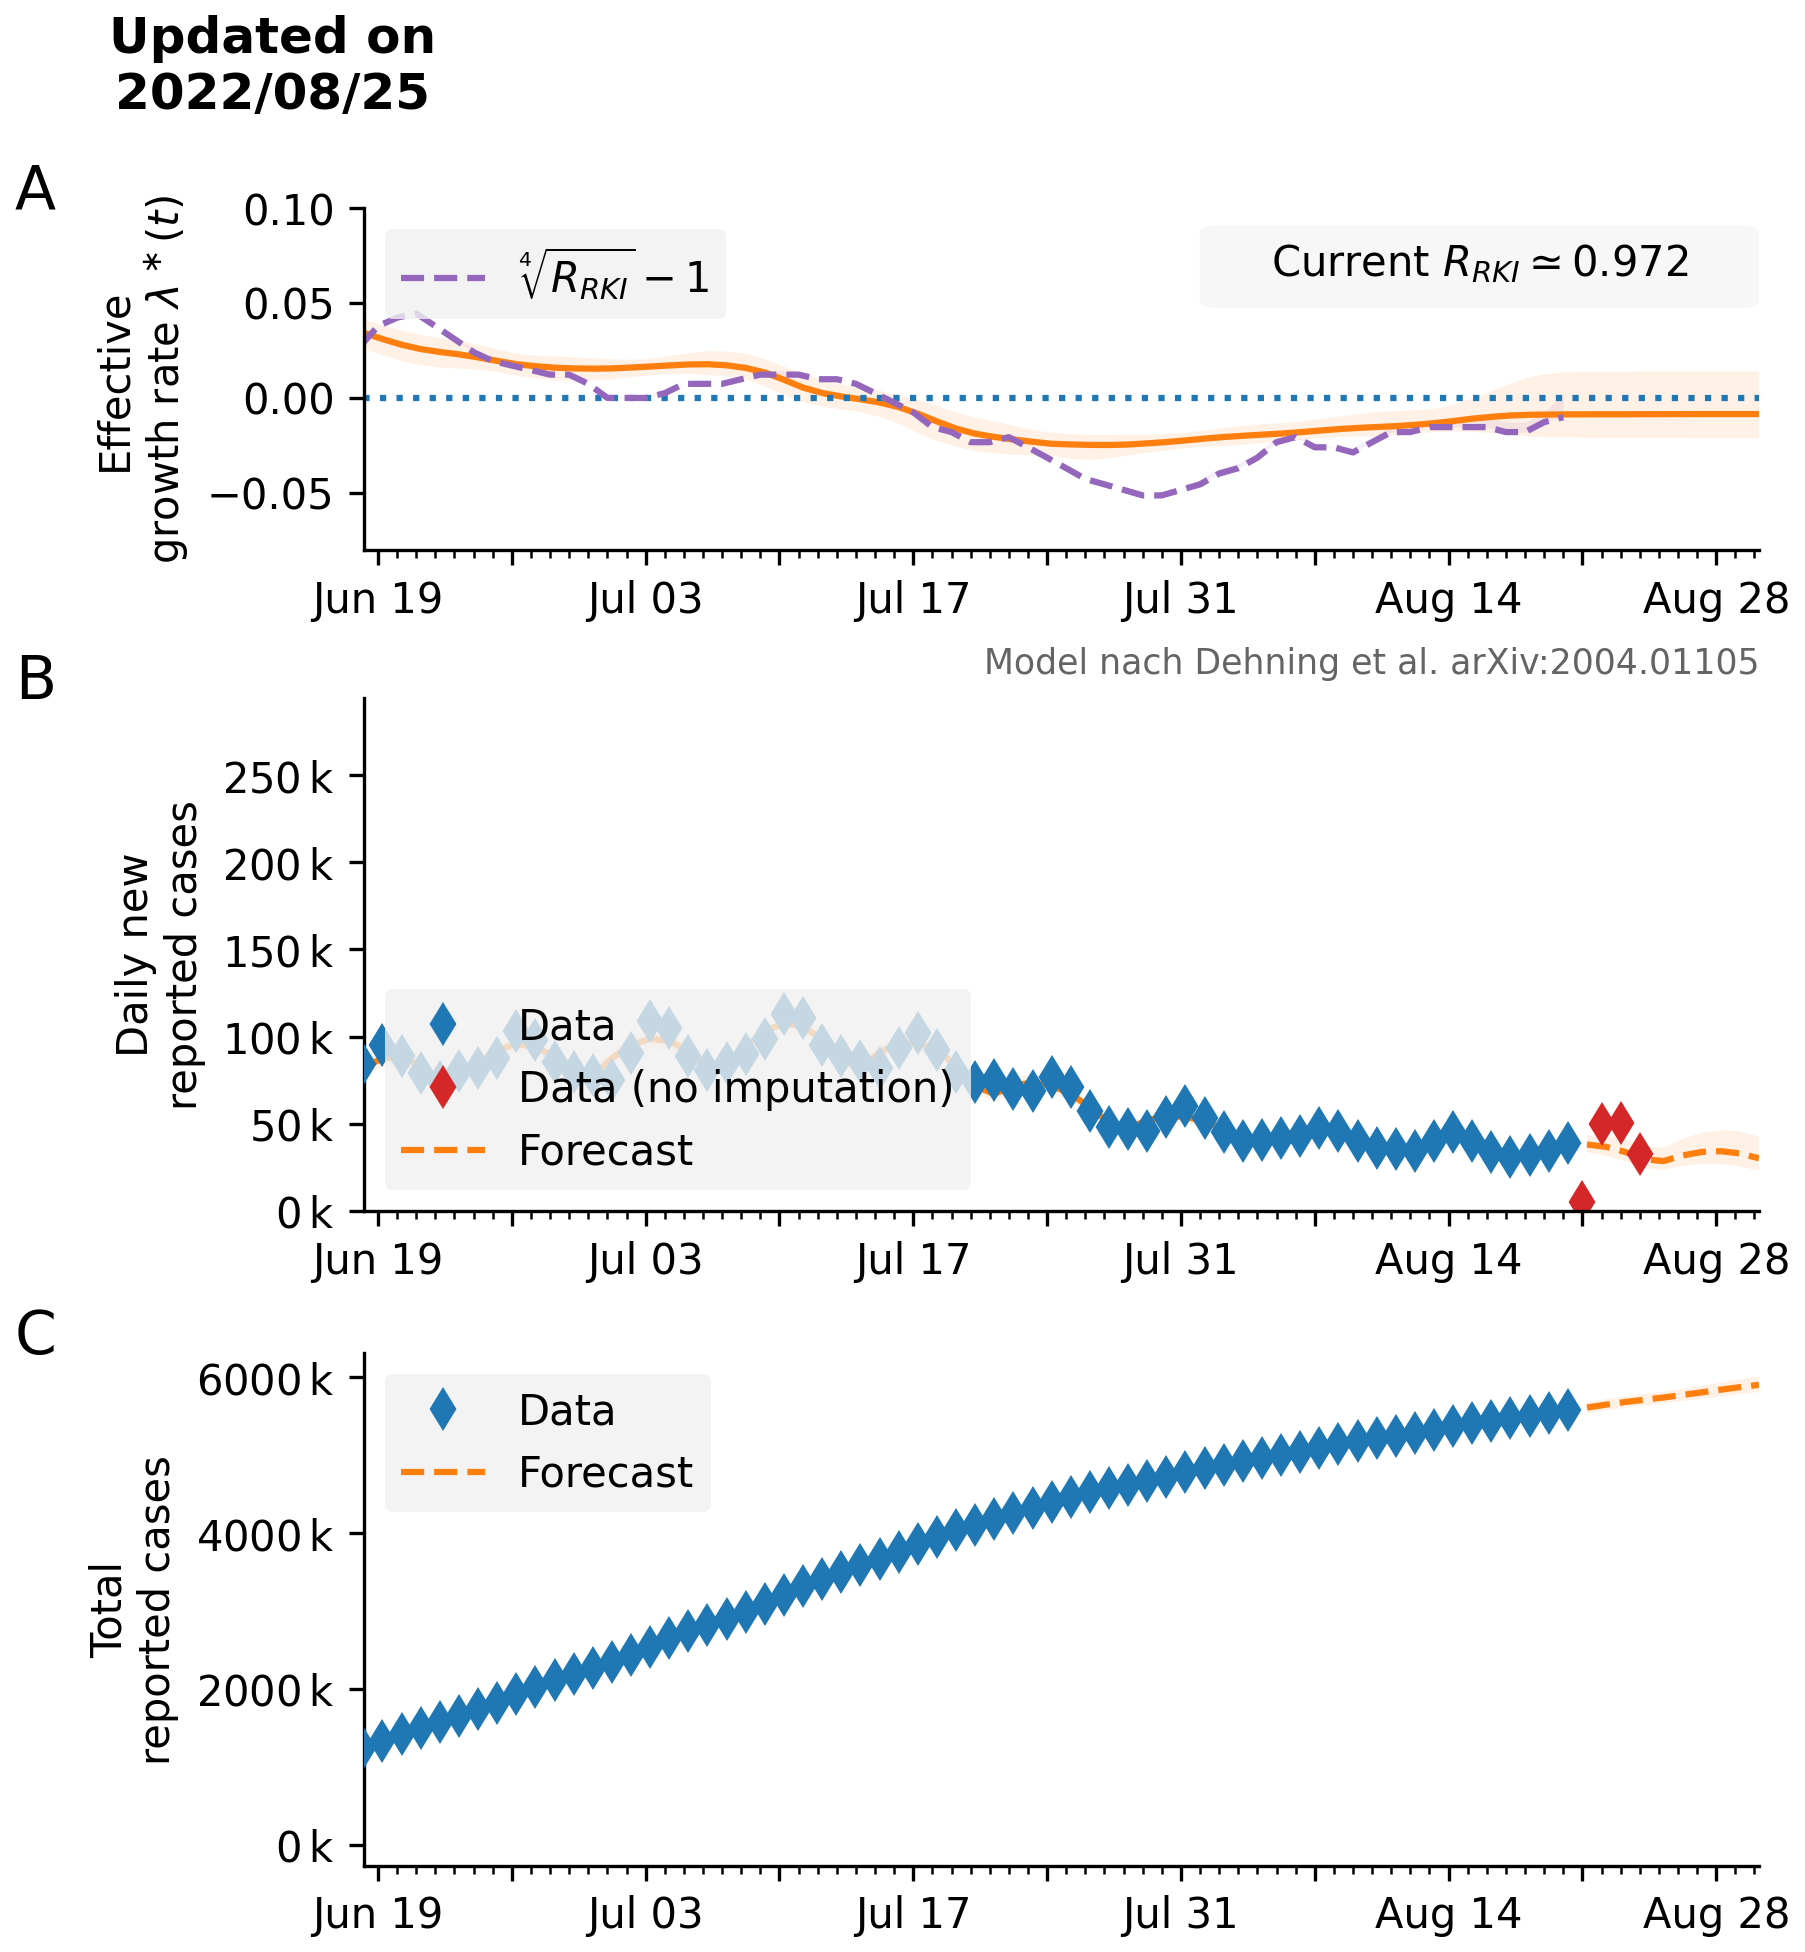 Updated on
2022/08/25
A
Effective
growth rate λ * (t)
0.10
0.05
0.00
−0.05
∜R_RKI − 1
Current R_RKI ≃ 0.972
Jun 19 Jul 03 Jul 17 Jul 31 Aug 14 Aug 28
Model nach Dehning et al. arXiv:2004.01105
B
Daily new
reported cases
250 k
200 k
150 k
100 k
50 k
0 k
Data
Data (no imputation)
Forecast
Jun 19 Jul 03 Jul 17 Jul 31 Aug 14 Aug 28
C
Total
reported cases
6000 k
4000 k
2000 k
0 k
Data
Forecast
Jun 19 Jul 03 Jul 17 Jul 31 Aug 14 Aug 28